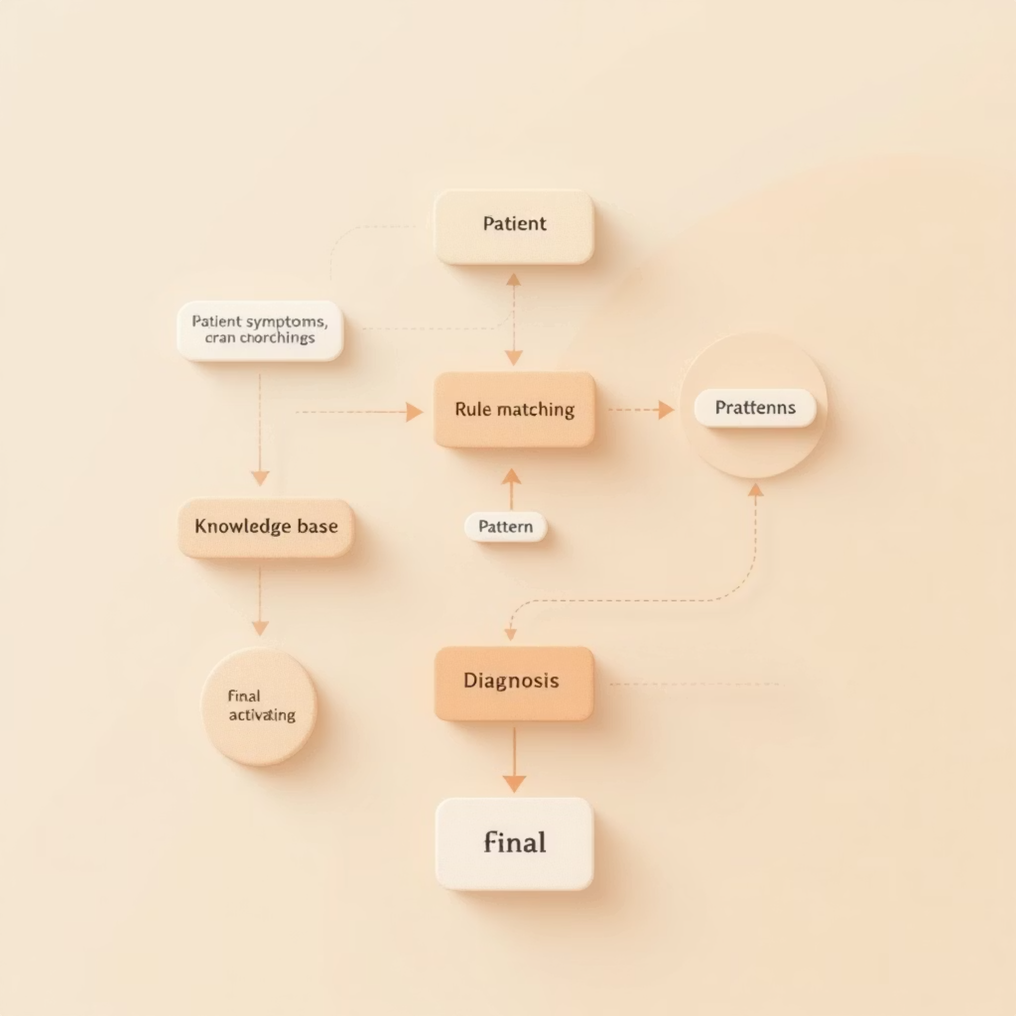 Patient
Patient symptoms,
cran chorchings
Rule matching
Prattenns
Knowledge base
Pattern
Final
activating
Diagnosis
Final